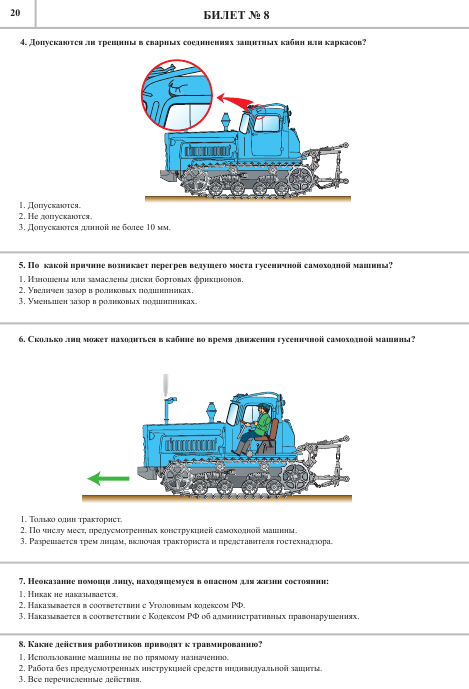 20
БИЛЕТ № 8
4. Допускаются ли трещины в сварных соединениях защитных кабин или каркасов?
1. Допускаются.
2. Не допускаются.
3. Допускаются длиной не более 10 мм.
5. По какой причине возникает перегрев ведущего моста гусеничной самоходной машины?
1. Изношены или замаслены диски бортовых фрикционов.
2. Увеличен зазор в роликовых подшипниках.
3. Уменьшен зазор в роликовых подшипниках.
6. Сколько лиц может находиться в кабине во время движения гусеничной самоходной машины?
1. Только один тракторист.
2. По числу мест, предусмотренных конструкцией самоходной машины.
3. Разрешается трем лицам, включая тракториста и представителя гостехнадзора.
7. Неоказание помощи лицу, находящемуся в опасном для жизни состоянии:
1. Никак не наказывается.
2. Наказывается в соответствии с Уголовным кодексом РФ.
3. Наказывается в соответствии с Кодексом РФ об административных правонарушениях.
8. Какие действия работников приводят к травмированию?
1. Использование машины не по прямому назначению.
2. Работа без предусмотренных инструкцией средств индивидуальной защиты.
3. Все перечисленные действия.